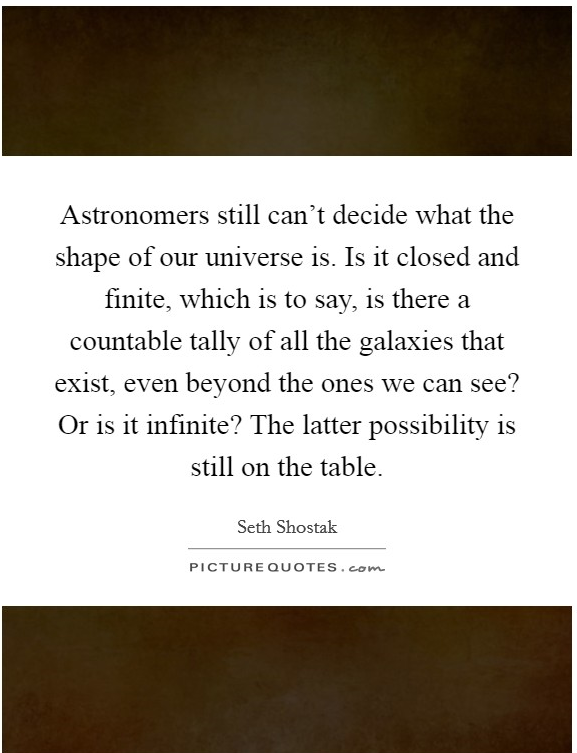 Astronomers still can’t decide what the
shape of our universe is. Is it closed and
finite, which is to say, is there a
countable tally of all the galaxies that
exist, even beyond the ones we can see?
Or is it infinite? The latter possibility is
still on the table.
Seth Shostak
PICTUREQUOTES.com